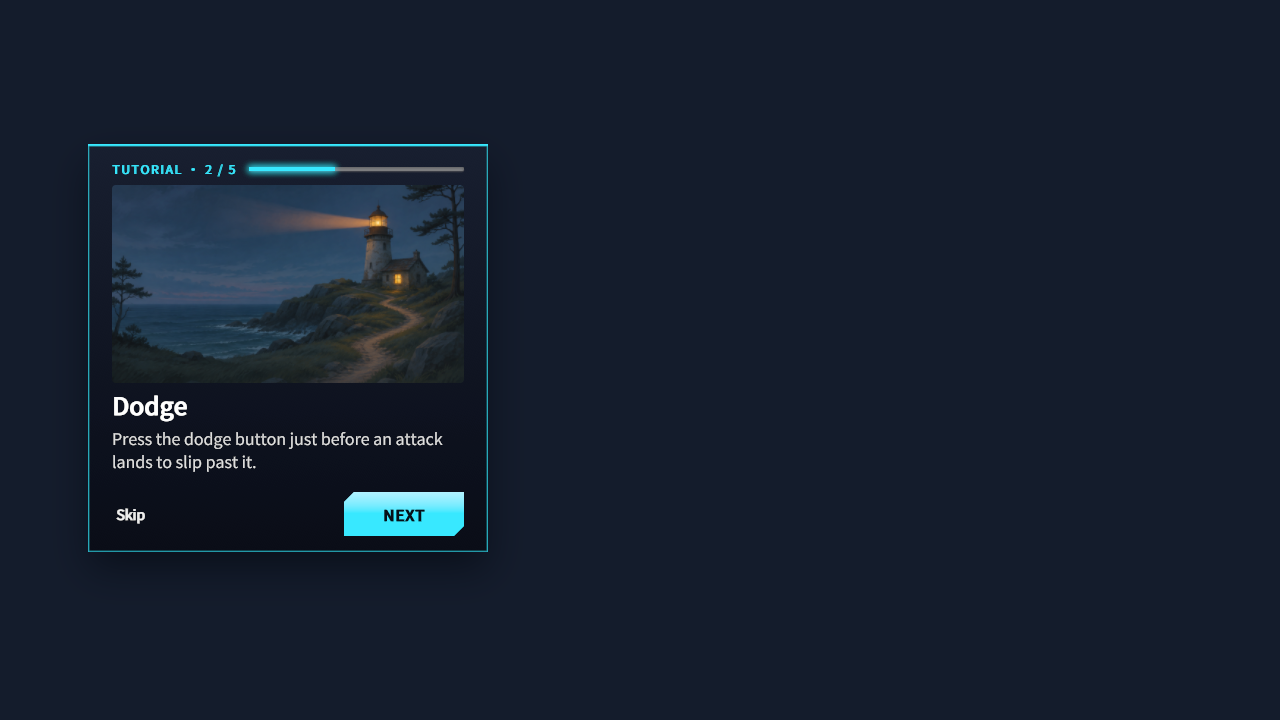 TUTORIAL • 2 / 5
Dodge
Press the dodge button just before an attack
lands to slip past it.
Skip
NEXT